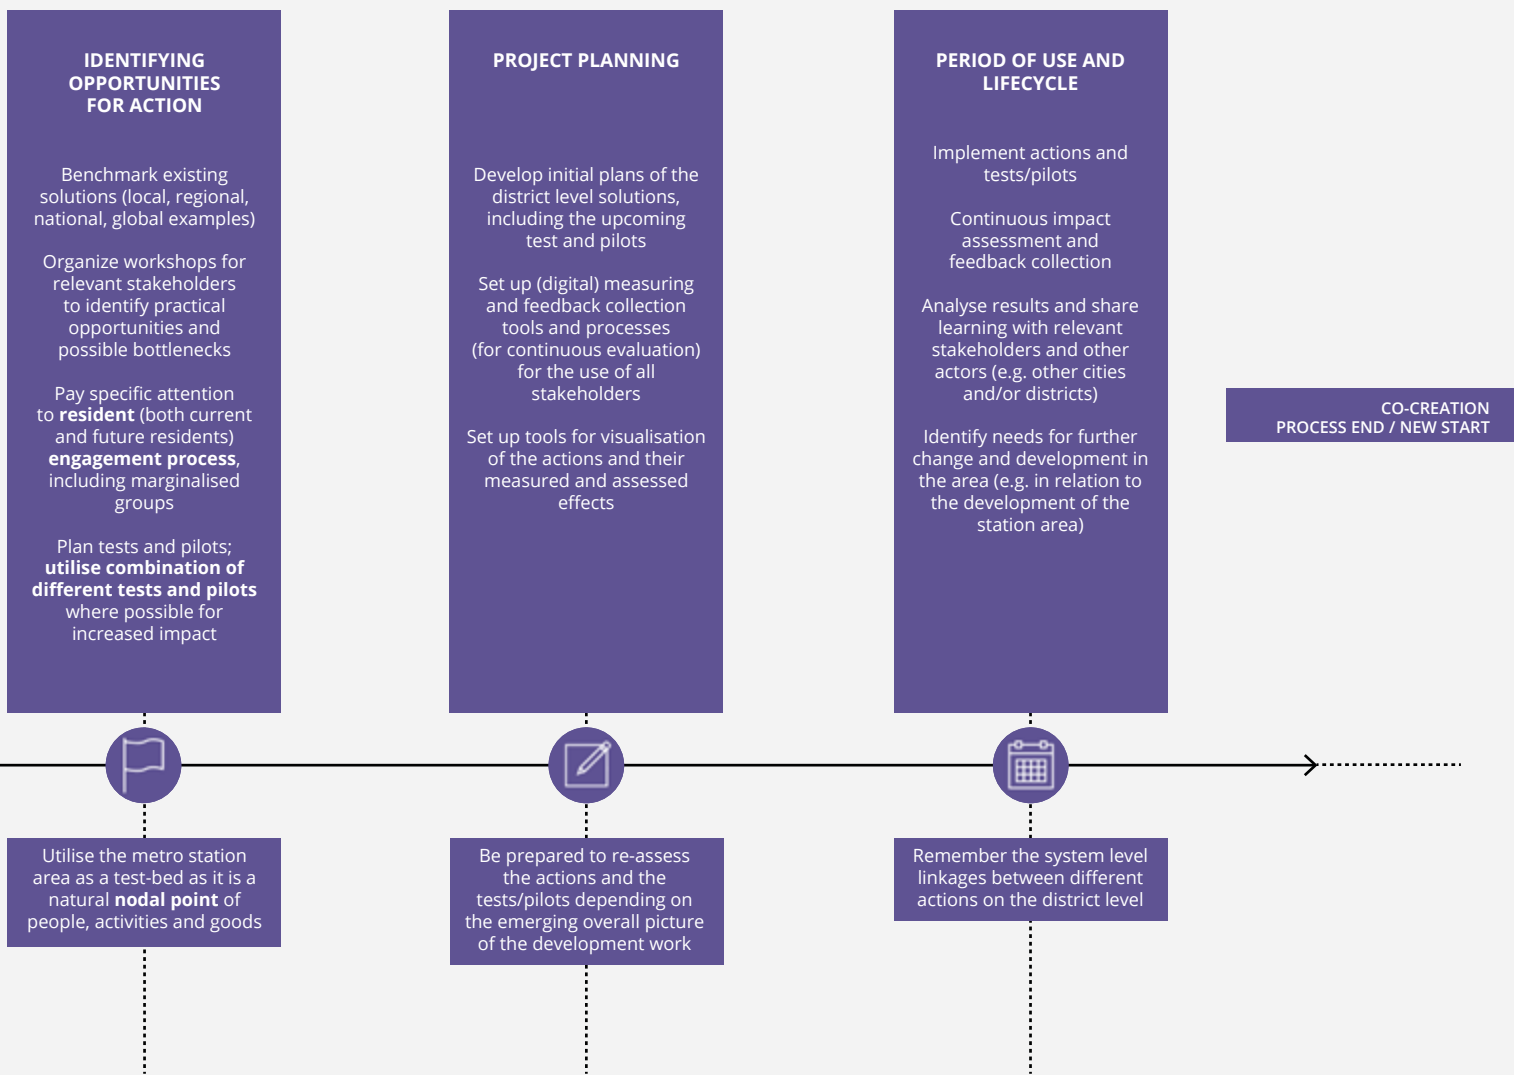 IDENTIFYING
OPPORTUNITIES
FOR ACTION
Benchmark existing
solutions (local, regional,
national, global examples)
Organize workshops for
relevant stakeholders
to identify practical
opportunities and
possible bottlenecks
Pay specific attention
to resident (both current
and future residents)
engagement process,
including marginalised
groups
Plan tests and pilots;
utilise combination of
different tests and pilots
where possible for
increased impact
Utilise the metro station
area as a test-bed as it is a
natural nodal point of
people, activities and goods
PROJECT PLANNING
Develop initial plans of the
district level solutions,
including the upcoming
test and pilots
Set up (digital) measuring
and feedback collection
tools and processes
(for continuous evaluation)
for the use of all
stakeholders
Set up tools for visualisation
of the actions and their
measured and assessed
effects
Be prepared to re-assess
the actions and the
tests/pilots depending on
the emerging overall picture
of the development work
PERIOD OF USE AND
LIFECYCLE
Implement actions and
tests/pilots
Continuous impact
assessment and
feedback collection
Analyse results and share
learning with relevant
stakeholders and other
actors (e.g. other cities
and/or districts)
Identify needs for further
change and development in
the area (e.g. in relation to
the development of the
station area)
Remember the system level
linkages between different
actions on the district level
CO-CREATION
PROCESS END / NEW START